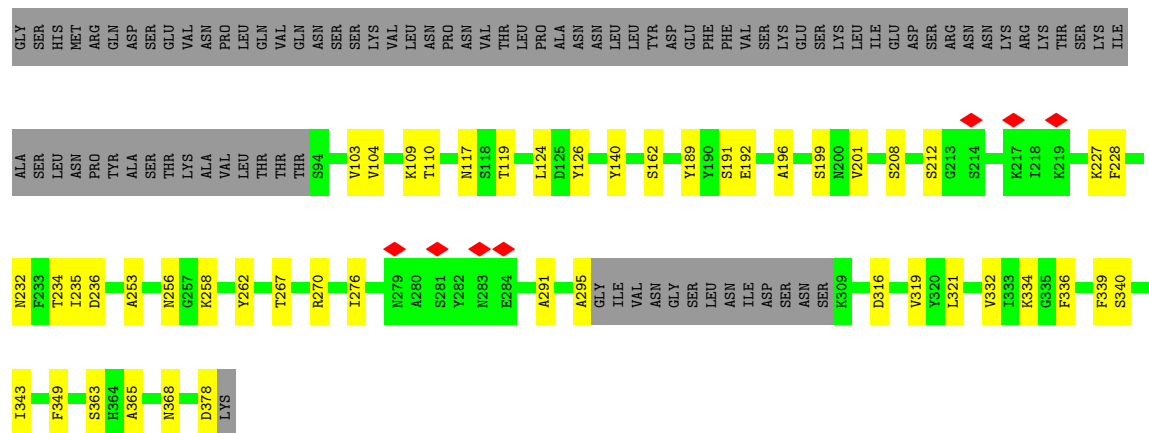 GLY SER HIS MET ARG GLN ASP SER GLU VAL ASN PRO LEU GLN VAL GLN ASN SER SER LYS VAL LEU ASN PRO ASN VAL THR LEU PRO ALA ASN ASN LEU LEU TYR ASP GLU PHE PHE VAL SER LYS GLU SER LYS LEU ILE GLU ASP SER ARG ASN ASN LYS ARG LYS THR SER LYS ILE
ALA SER LEU ASN PRO TYR ALA SER THR LYS ALA VAL LEU THR THR THR S94 V103 V104 K109 T110 N117 S118 T119 L124 D125 Y126 Y140 S162 Y189 Y190 S191 E192 A196 S199 N200 V201 S208 S212 G213 S214 K217 I218 K219 K227 F228
N232 F233 T234 I235 D236 A253 N256 G257 K258 Y262 T267 R270 I276 N279 A280 S281 Y282 N283 E284 A291 A295 GLY ILE VAL ASN GLY SER LEU ASN ILE ASP SER ASN SER K309 D316 V319 Y320 L321 V332 I333 K334 G335 F336 F339 S340
I343 F349 S363 H364 A365 N368 D378 LYS